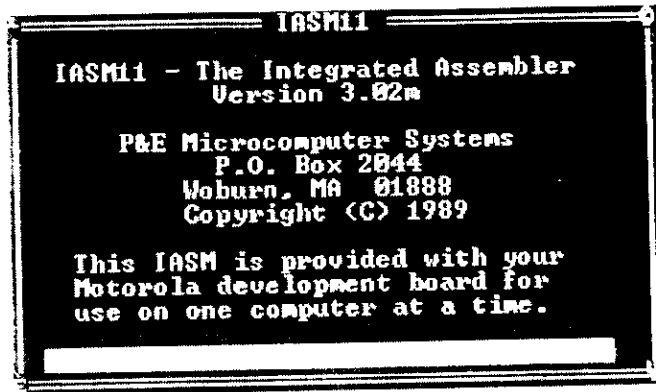 IASM11
IASM11 - The Integrated Assembler
Version 3.02m
P&E Microcomputer Systems
P.O. Box 2044
Woburn, MA 01888
Copyright (C) 1989
This IASM is provided with your
Motorola development board for
use on one computer at a time.